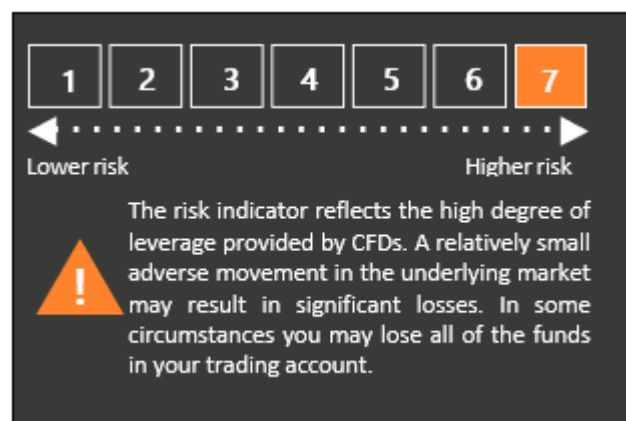 1 2 3 4 5 6 7
Lower risk Higher risk
The risk indicator reflects the high degree of
leverage provided by CFDs. A relatively small
adverse movement in the underlying market
may result in significant losses. In some
circumstances you may lose all of the funds
in your trading account.
!